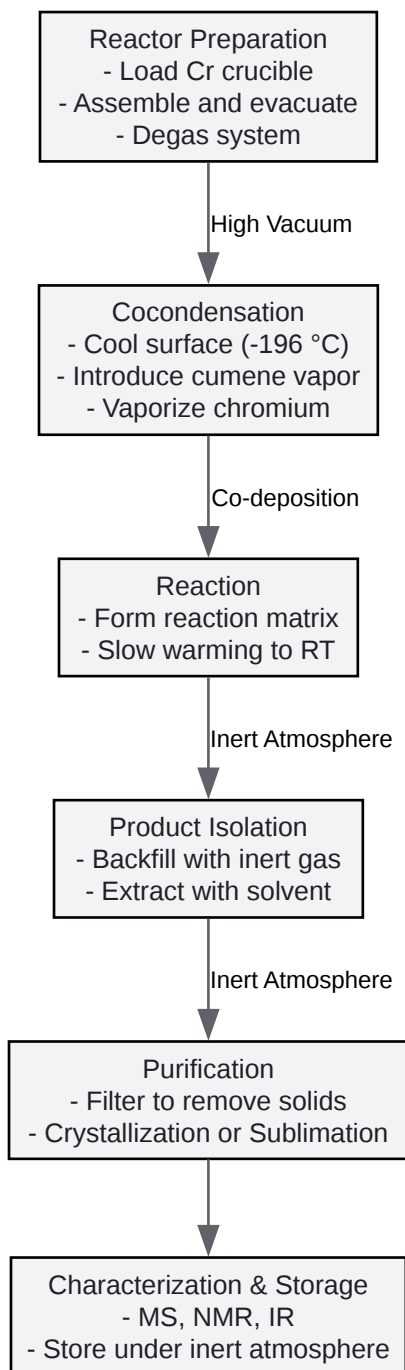 Reactor Preparation
- Load Cr crucible
- Assemble and evacuate
- Degas system
High Vacuum
Cocondensation
- Cool surface (-196 °C)
- Introduce cumene vapor
- Vaporize chromium
Co-deposition
Reaction
- Form reaction matrix
- Slow warming to RT
Inert Atmosphere
Product Isolation
- Backfill with inert gas
- Extract with solvent
Inert Atmosphere
Purification
- Filter to remove solids
- Crystallization or Sublimation
Characterization & Storage
- MS, NMR, IR
- Store under inert atmosphere